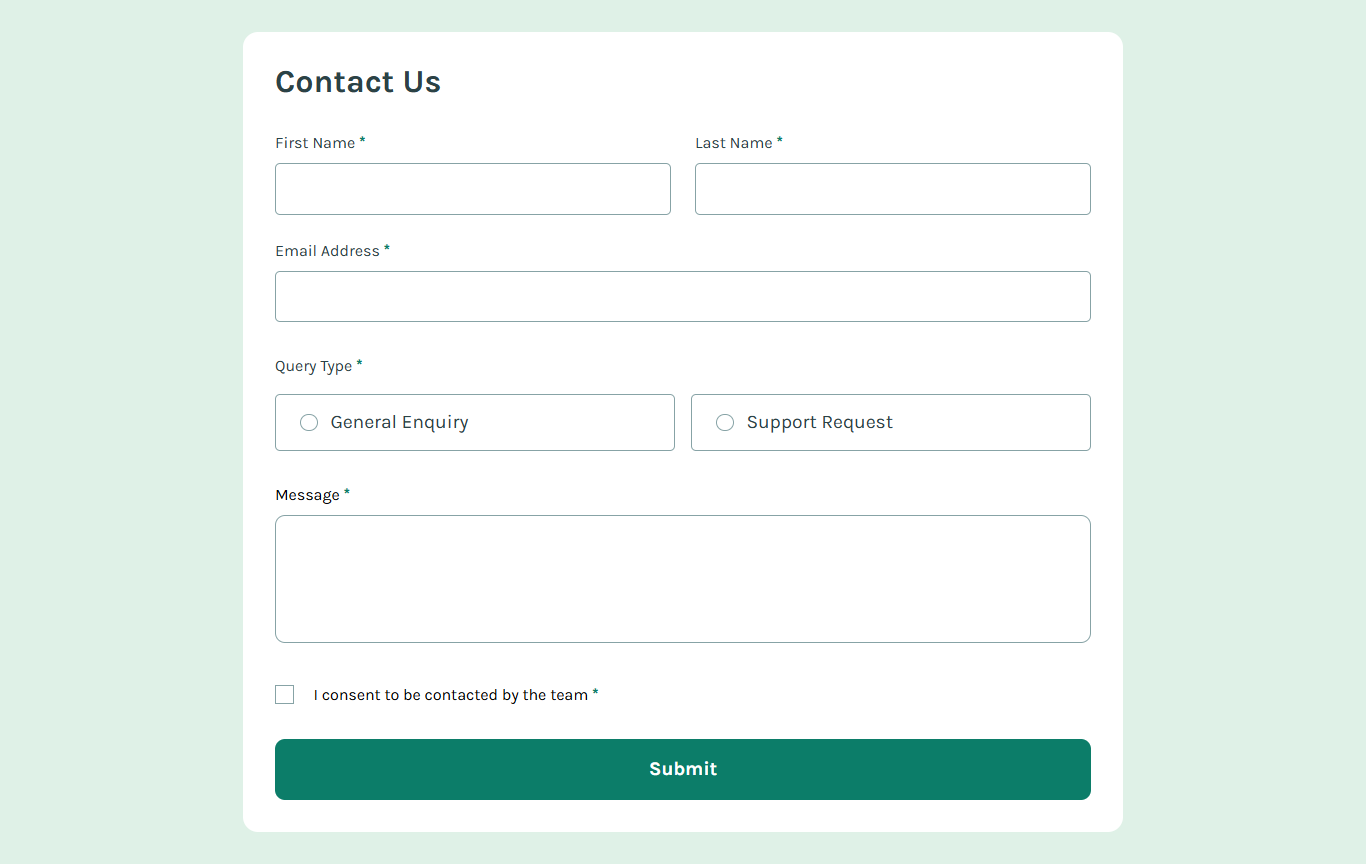 Contact Us
First Name * Last Name *
Email Address *
Query Type *
General Enquiry Support Request
Message *
I consent to be contacted by the team *
Submit